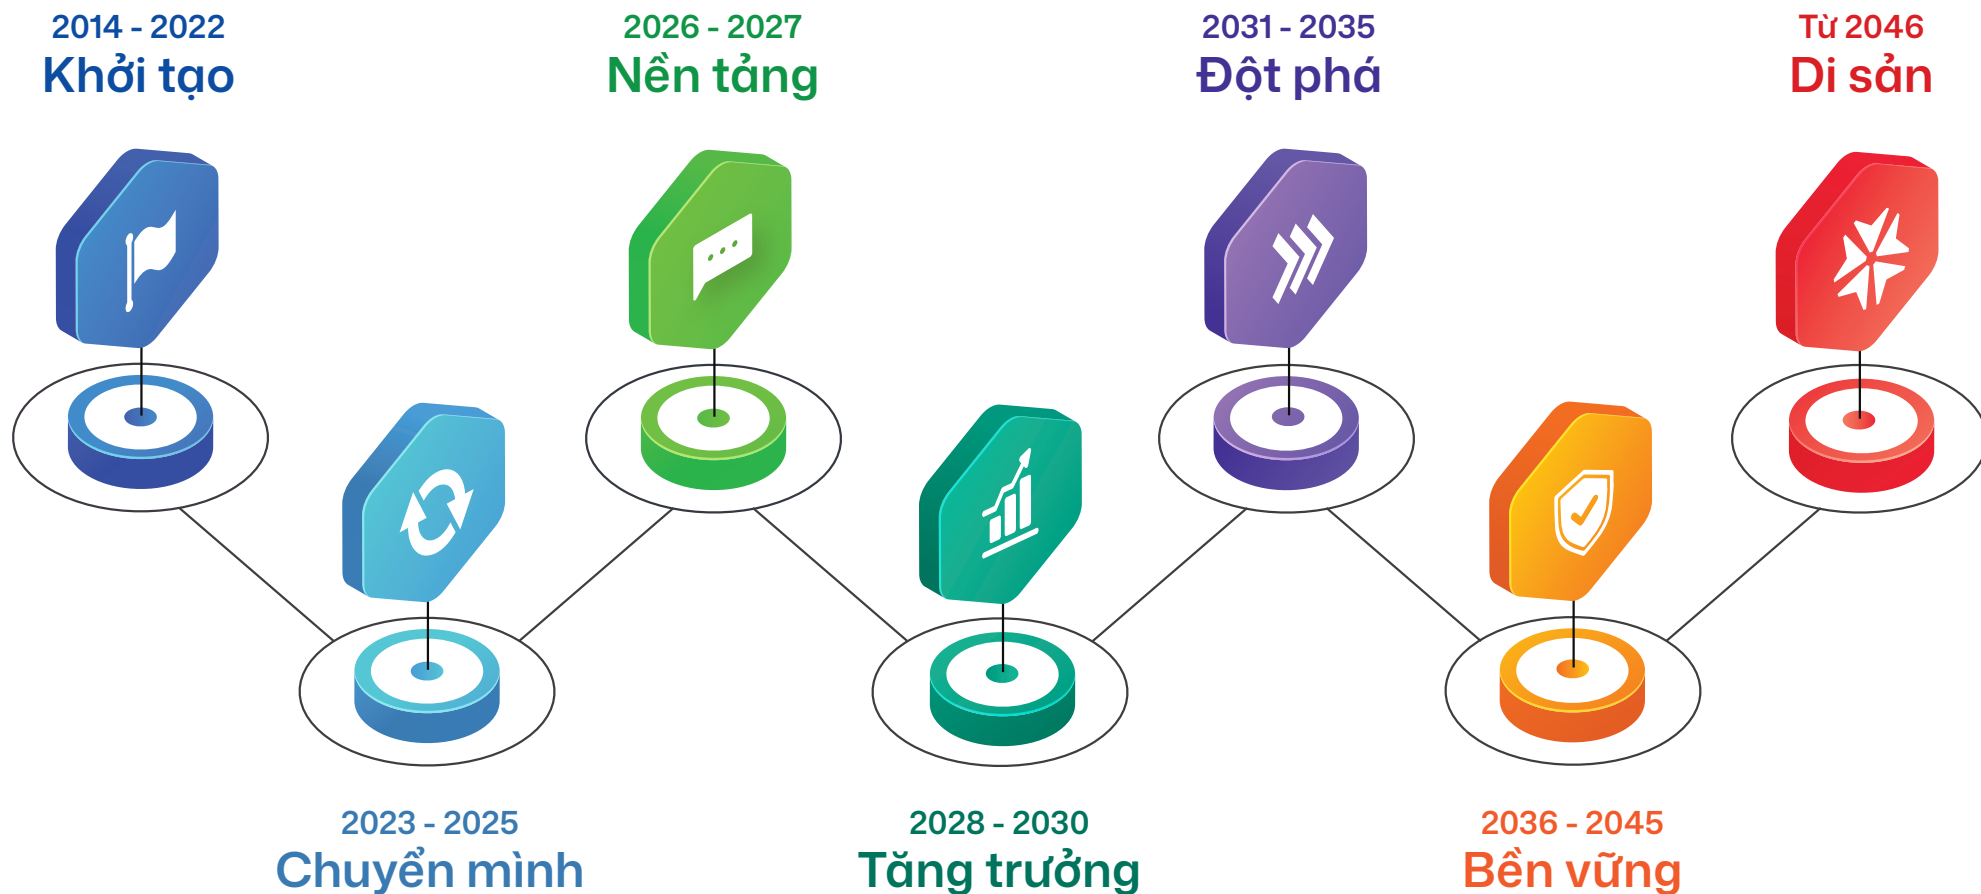 2014 - 2022
Khởi tạo
2023 - 2025
Chuyển mình
2026 - 2027
Nền tảng
2028 - 2030
Tăng trưởng
2031 - 2035
Đột phá
2036 - 2045
Bền vững
Từ 2046
Di sản